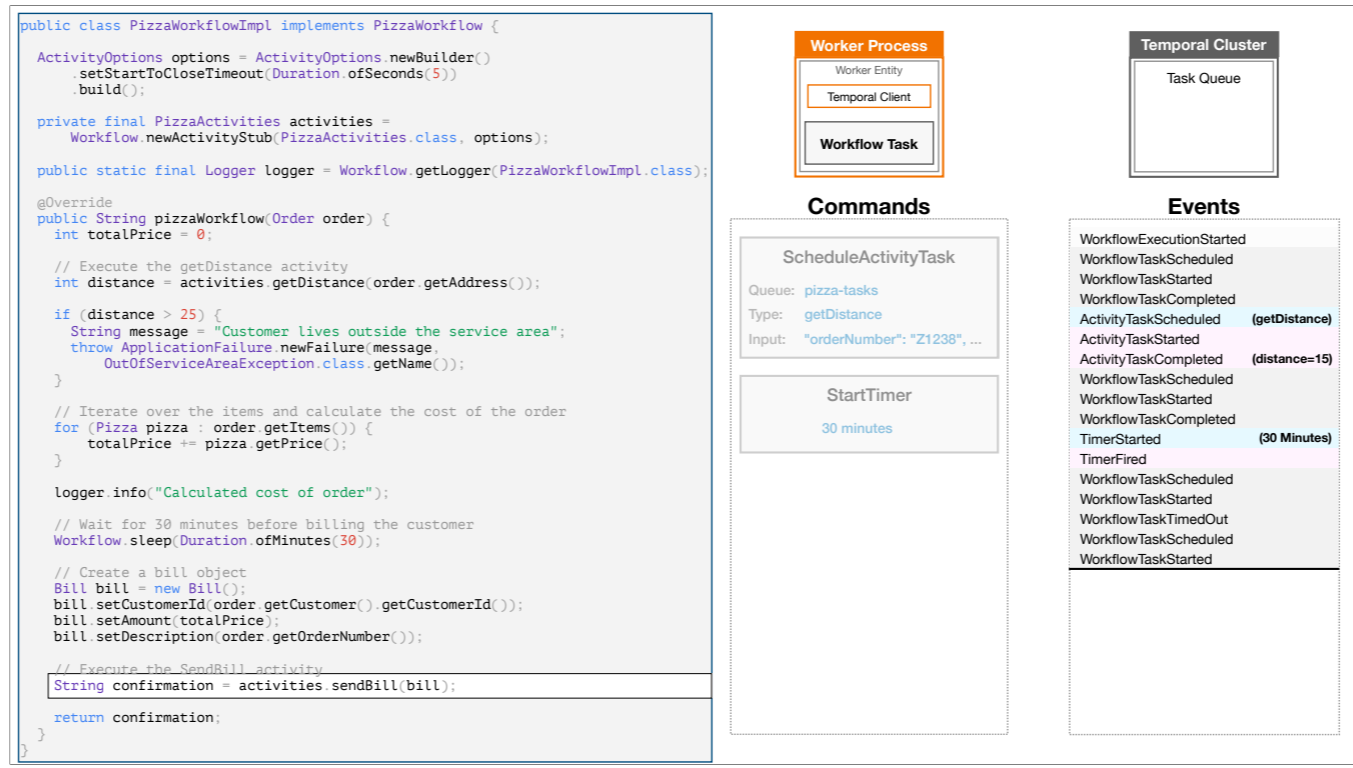 public class PizzaWorkflowImpl implements PizzaWorkflow {
ActivityOptions options = ActivityOptions.newBuilder()
.setStartToCloseTimeout(Duration.ofSeconds(5))
.build();
private final PizzaActivities activities =
Workflow.newActivityStub(PizzaActivities.class, options);
public static final Logger logger = Workflow.getLogger(PizzaWorkflowImpl.class);
@Override
public String pizzaWorkflow(Order order) {
int totalPrice = 0;
// Execute the getDistance activity
int distance = activities.getDistance(order.getAddress());
if (distance > 25) {
String message = "Customer lives outside the service area";
throw ApplicationFailure.newFailure(message,
OutOfServiceAreaException.class.getName());
}
// Iterate over the items and calculate the cost of the order
for (Pizza pizza : order.getItems()) {
totalPrice += pizza.getPrice();
}
logger.info("Calculated cost of order");
// Wait for 30 minutes before billing the customer
Workflow.sleep(Duration.ofMinutes(30));
// Create a bill object
Bill bill = new Bill();
bill.setCustomerId(order.getCustomer().getCustomerId());
bill.setAmount(totalPrice);
bill.setDescription(order.getOrderNumber());
// Execute the SendBill activity
String confirmation = activities.sendBill(bill);
return confirmation;
}
}
Worker Process
Worker Entity
Temporal Client
Workflow Task
Temporal Cluster
Task Queue
Commands
ScheduleActivityTask
Queue: pizza-tasks
Type: getDistance
Input: "orderNumber": "Z1238", ...
StartTimer
30 minutes
Events
WorkflowExecutionStarted
WorkflowTaskScheduled
WorkflowTaskStarted
WorkflowTaskCompleted
ActivityTaskScheduled (getDistance)
ActivityTaskStarted
ActivityTaskCompleted (distance=15)
WorkflowTaskScheduled
WorkflowTaskStarted
WorkflowTaskCompleted
TimerStarted (30 Minutes)
TimerFired
WorkflowTaskScheduled
WorkflowTaskStarted
WorkflowTaskTimedOut
WorkflowTaskScheduled
WorkflowTaskStarted